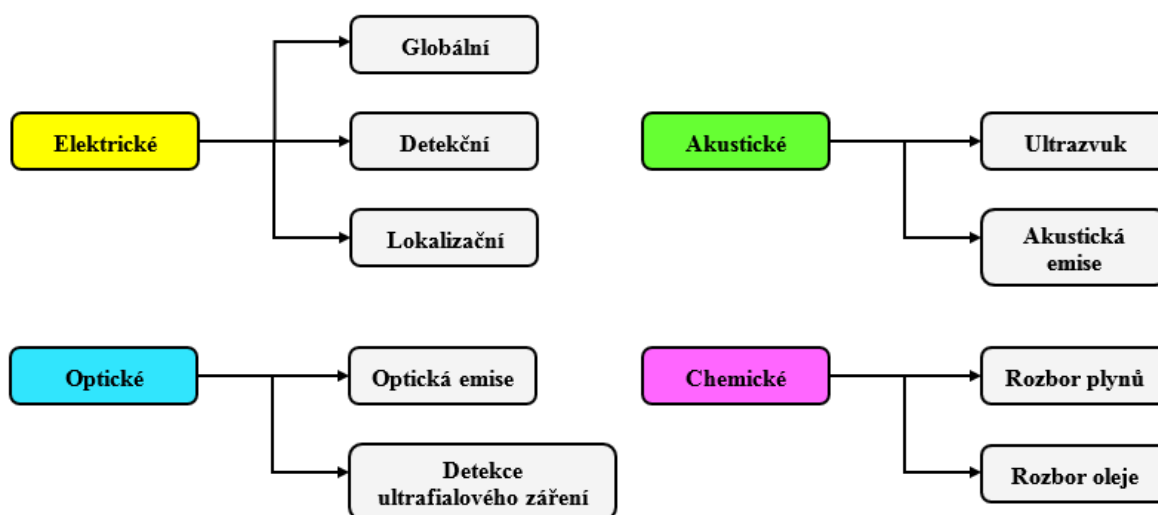 Elektrické
Globální
Detekční
Lokalizační
Akustické
Ultrazvuk
Akustická
emise
Optické
Optická emise
Detekce
ultrafialového záření
Chemické
Rozbor plynů
Rozbor oleje